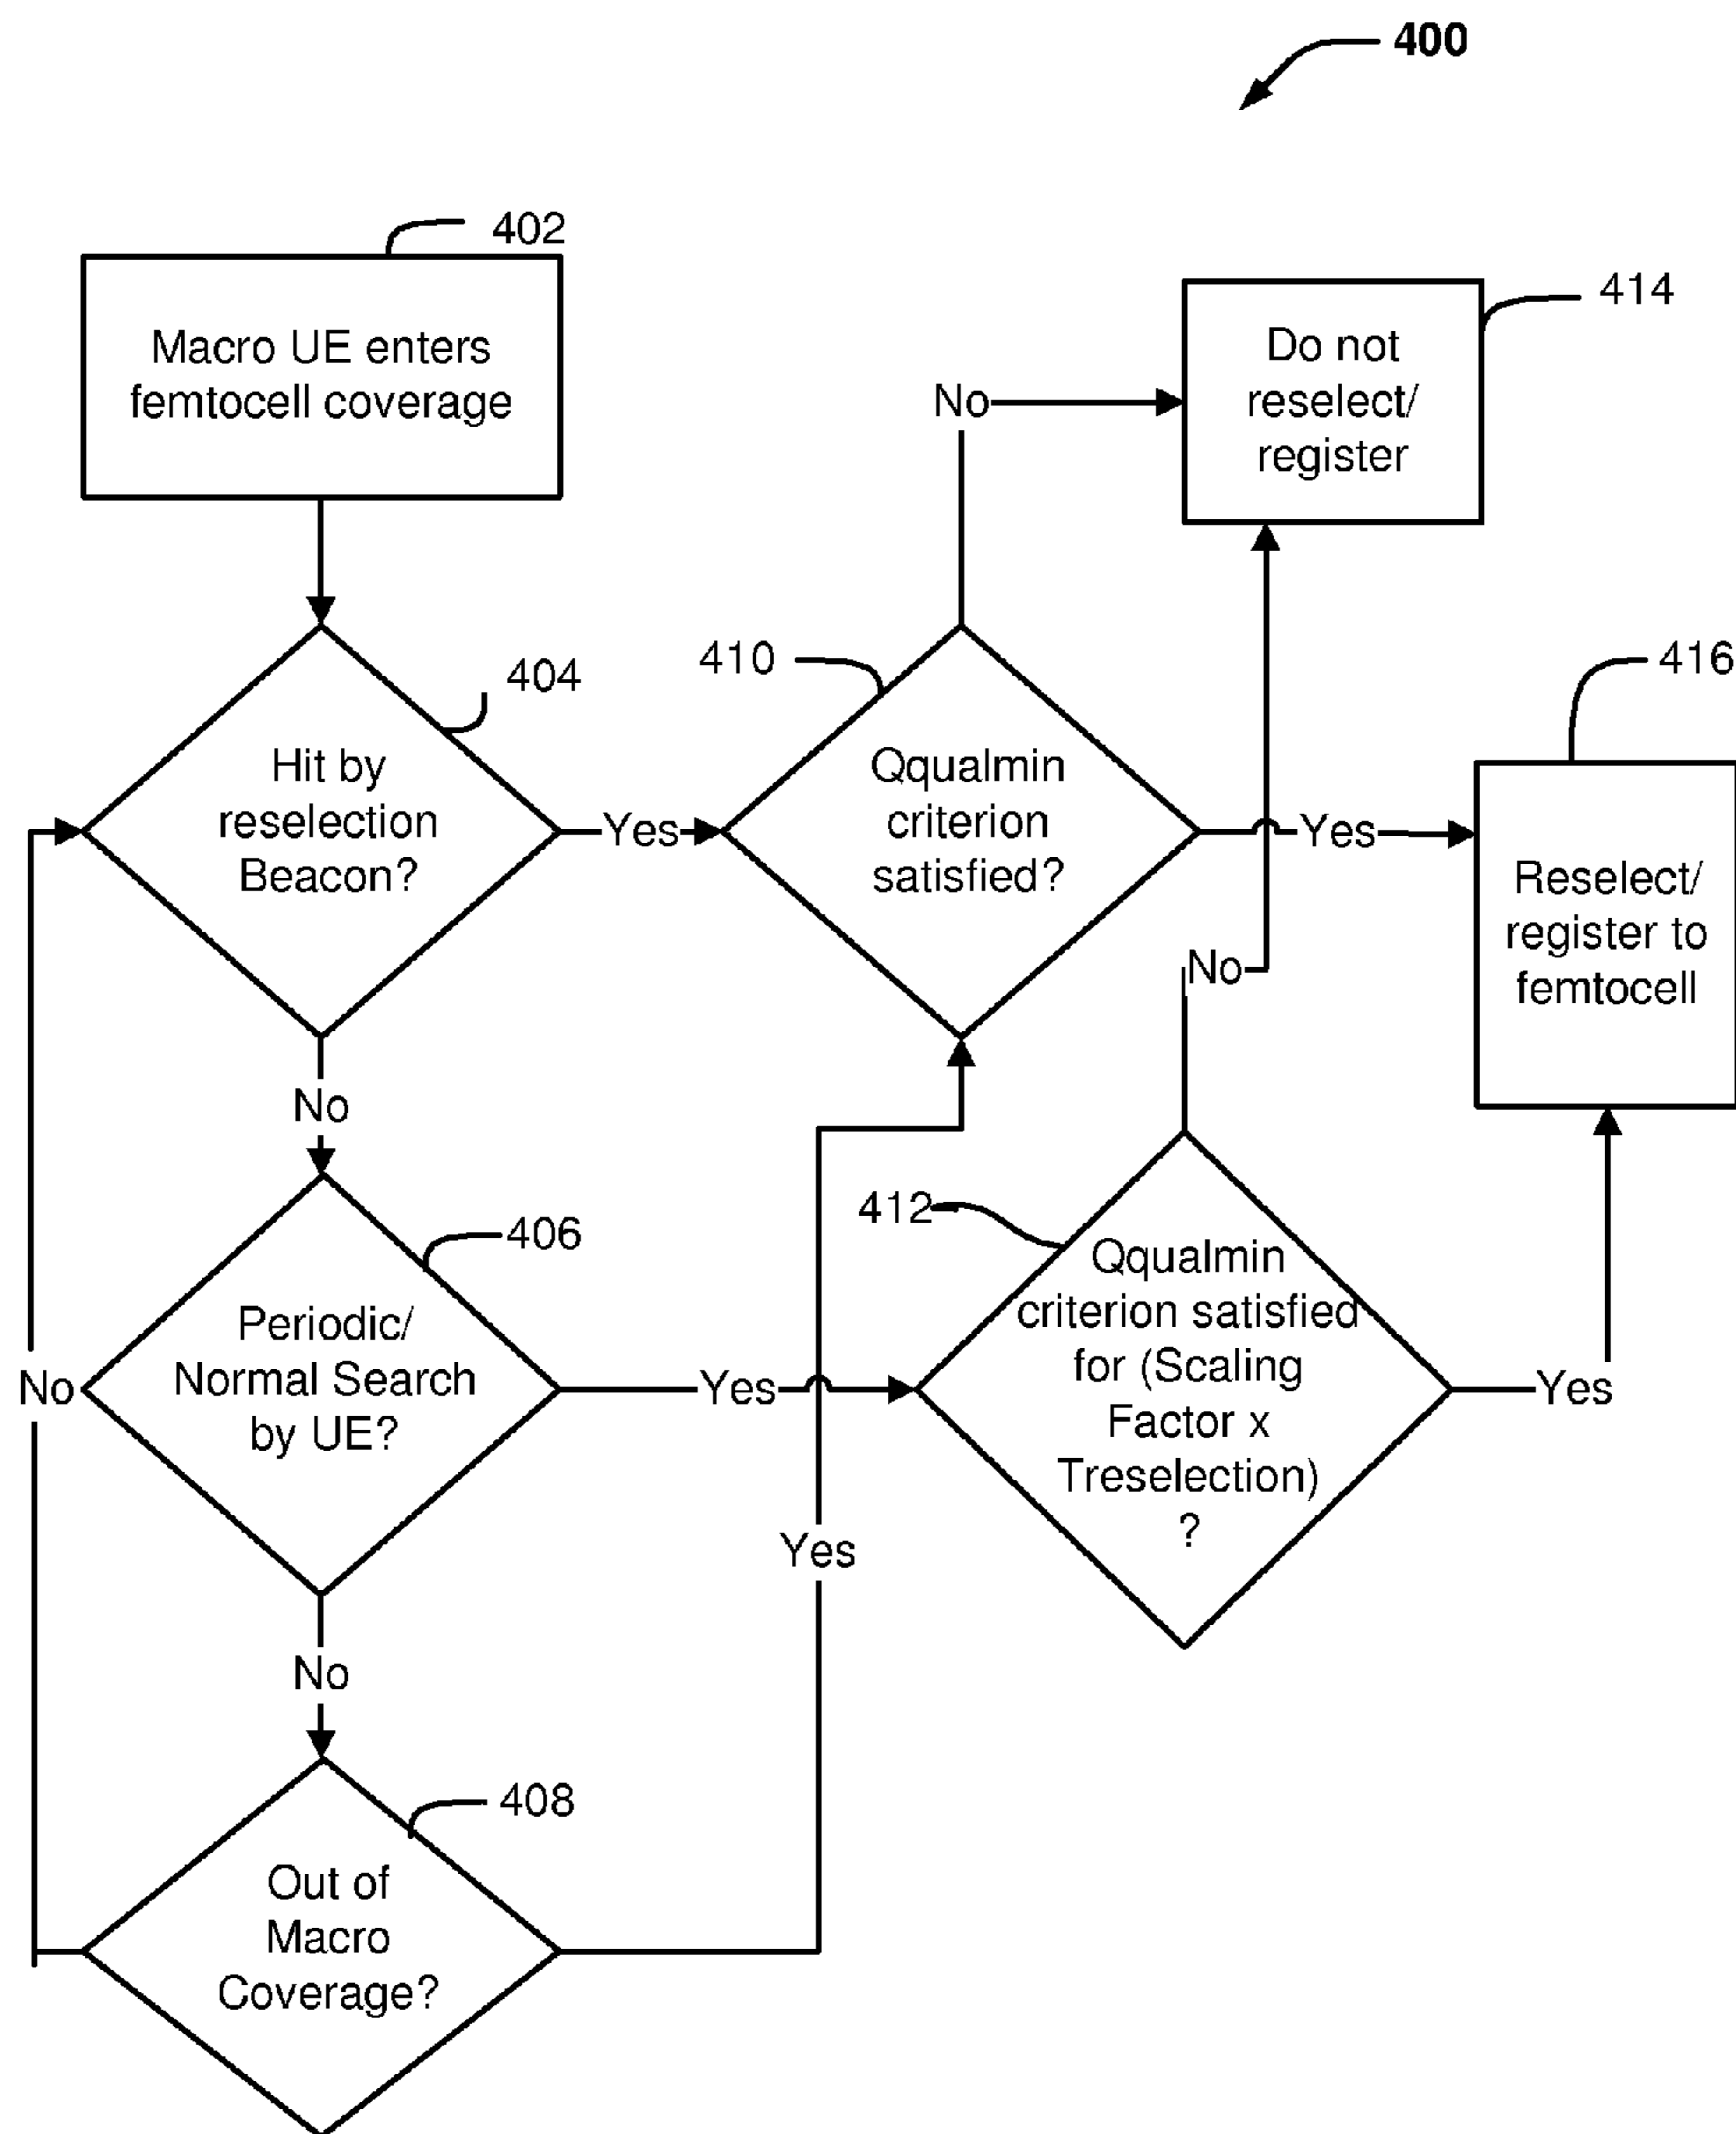 400
402
Macro UE enters
femtocell coverage
414
Do not
reselect/
register
No
404
Hit by
reselection
Beacon?
Yes
410
Qqualmin
criterion
satisfied?
Yes
416
Reselect/
register to
femtocell
No
No
406
Periodic/
Normal Search
by UE?
No
Yes
412
Qqualmin
criterion satisfied
for (Scaling
Factor x
Treselection)
?
Yes
Yes
No
408
Out of
Macro
Coverage?